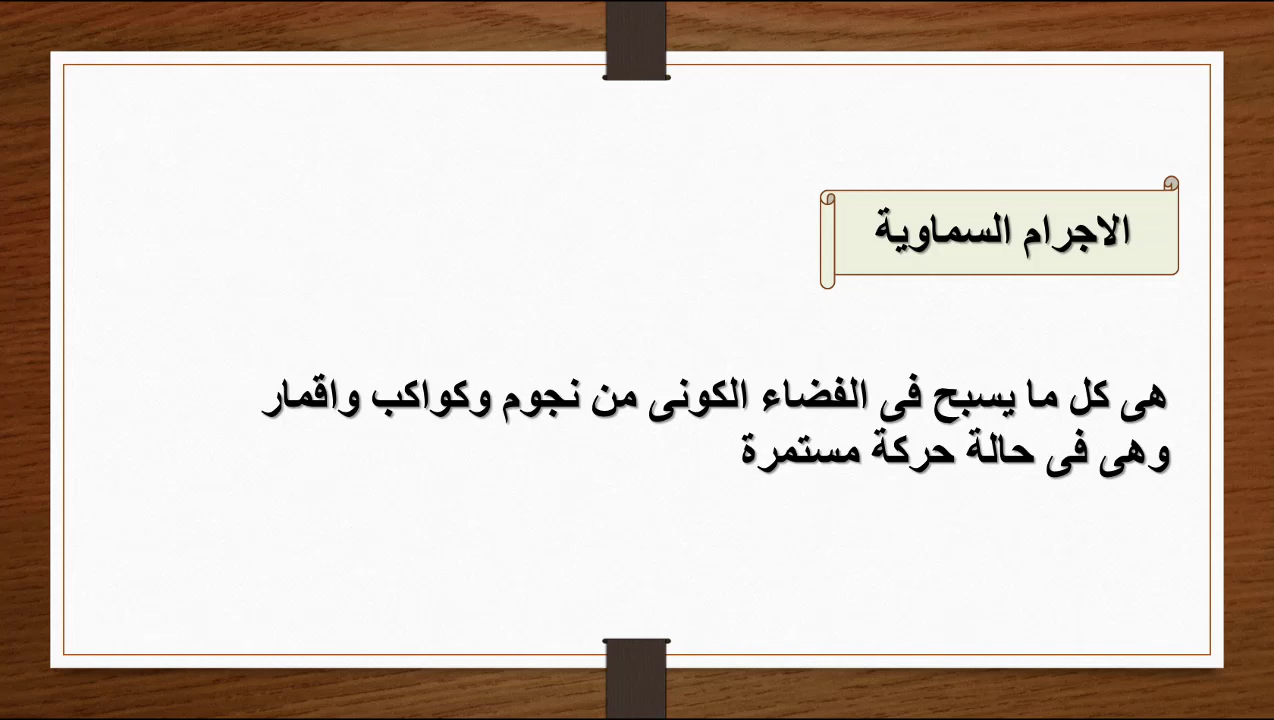 الاجرام السماوية
هى كل ما يسبح فى الفضاء الكونى من نجوم وكواكب واقمار
وهى فى حالة حركة مستمرة